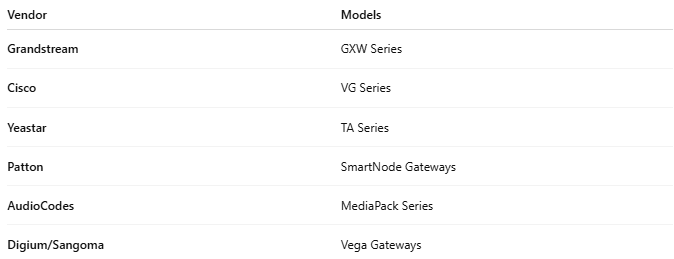 Vendor Models
Grandstream GXW Series
Cisco VG Series
Yeastar TA Series
Patton SmartNode Gateways
AudioCodes MediaPack Series
Digium/Sangoma Vega Gateways